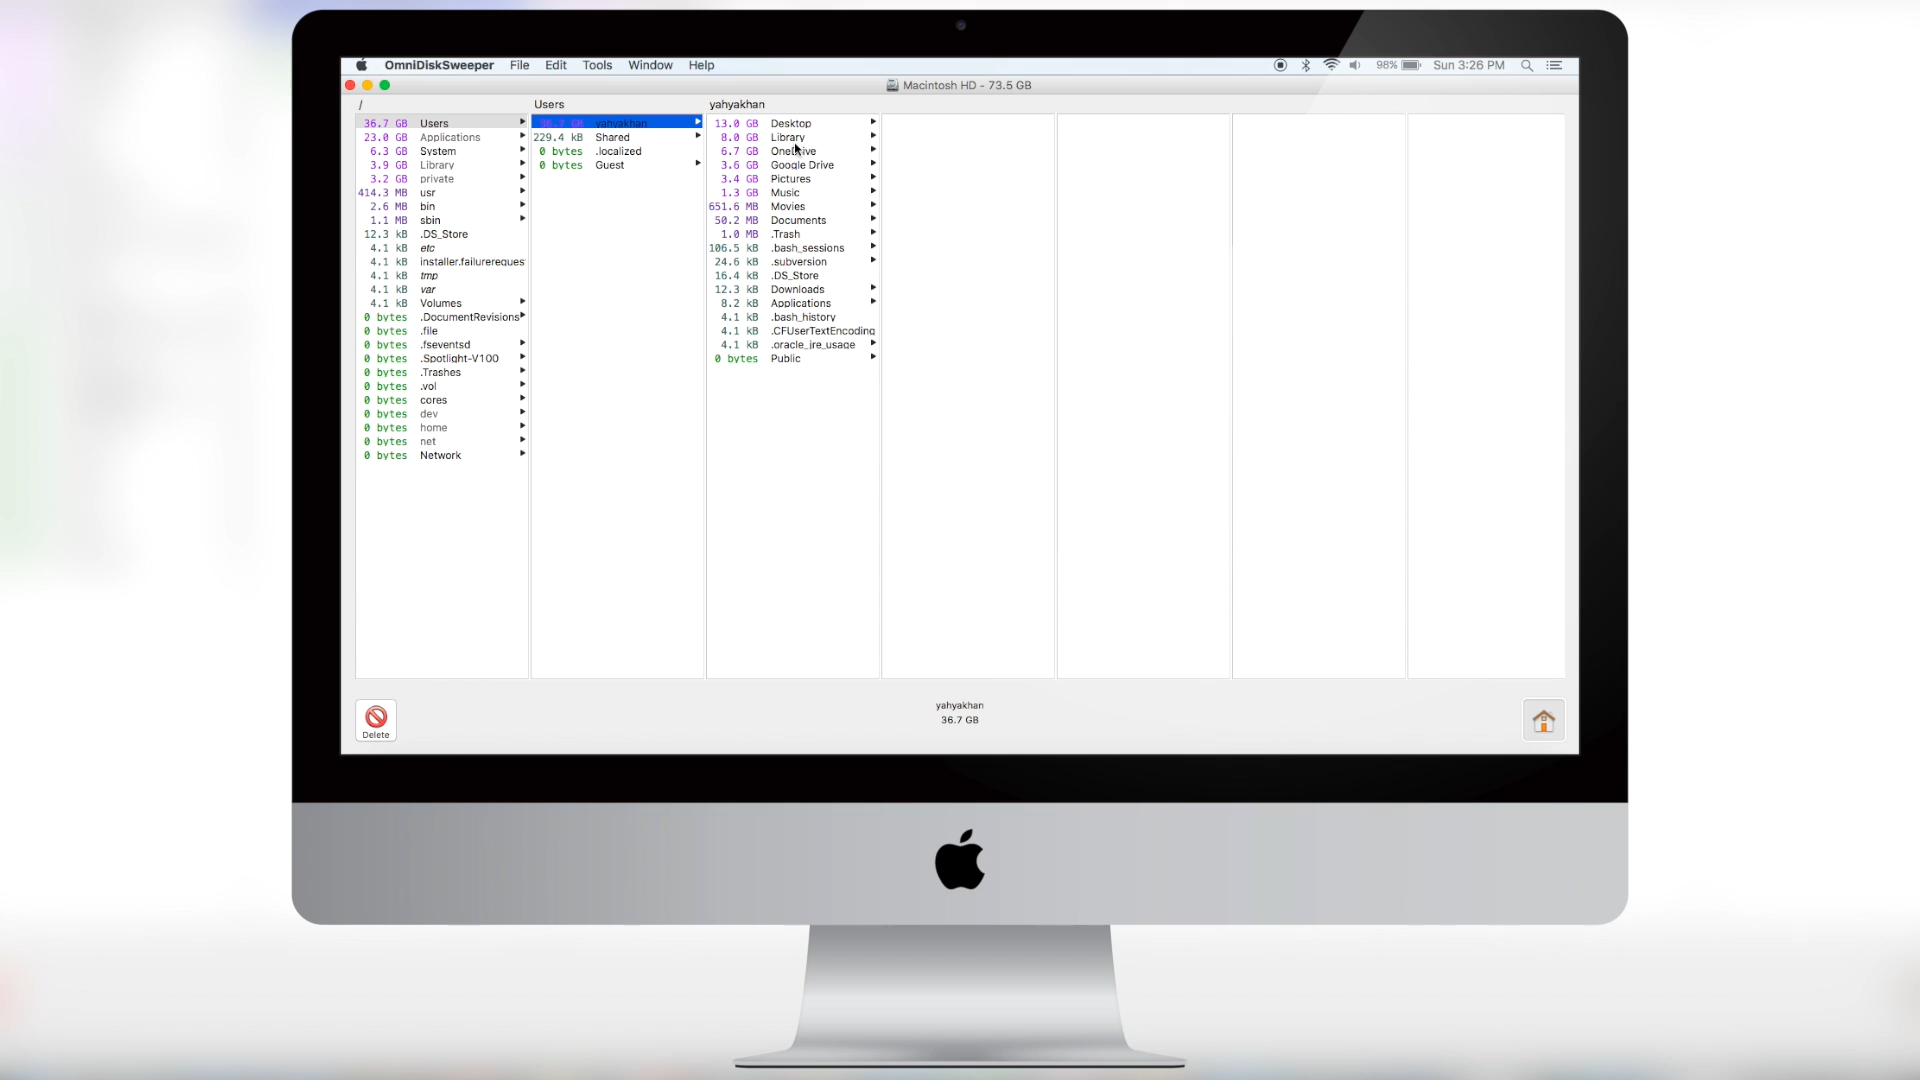 OmniDiskSweeper File Edit Tools Window Help 98% Sun 3:26 PM
Macintosh HD - 73.5 GB
/ Users yahyakhan
36.7 GB Users
23.0 GB Applications
6.3 GB System
3.9 GB Library
3.2 GB private
414.3 MB usr
2.6 MB bin
1.1 MB sbin
12.3 kB .DS_Store
4.1 kB etc
4.1 kB installer.failurereques
4.1 kB tmp
4.1 kB var
4.1 kB Volumes
0 bytes .DocumentRevisions
0 bytes .file
0 bytes .fseventsd
0 bytes .Spotlight-V100
0 bytes .Trashes
0 bytes .vol
0 bytes cores
0 bytes dev
0 bytes home
0 bytes net
0 bytes Network
36.7 GB yahyakhan
229.4 kB Shared
0 bytes .localized
0 bytes Guest
13.0 GB Desktop
8.0 GB Library
6.7 GB OneDrive
3.6 GB Google Drive
3.4 GB Pictures
1.3 GB Music
651.6 MB Movies
50.2 MB Documents
1.0 MB .Trash
106.5 kB .bash_sessions
24.6 kB .subversion
16.4 kB .DS_Store
12.3 kB Downloads
8.2 kB Applications
4.1 kB .bash_history
4.1 kB .CFUserTextEncoding
4.1 kB .oracle_jre_usage
0 bytes Public
yahyakhan
36.7 GB
Delete